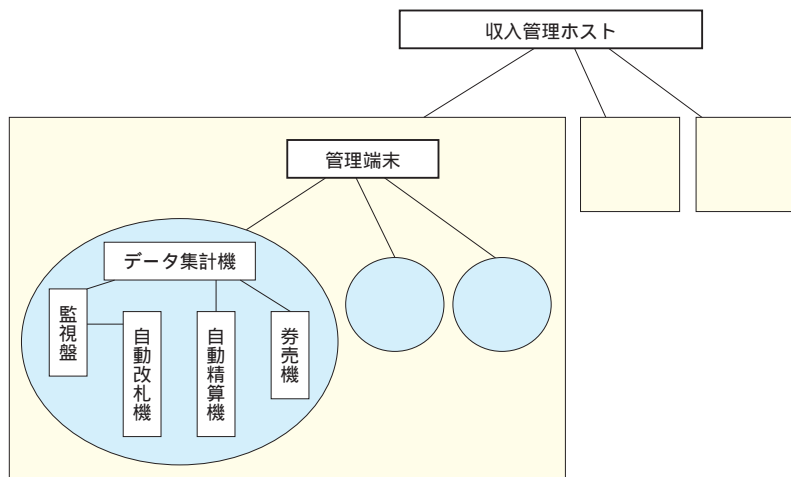 収入管理ホスト
管理端末
データ集計機
監視盤
自動改札機
自動精算機
券売機